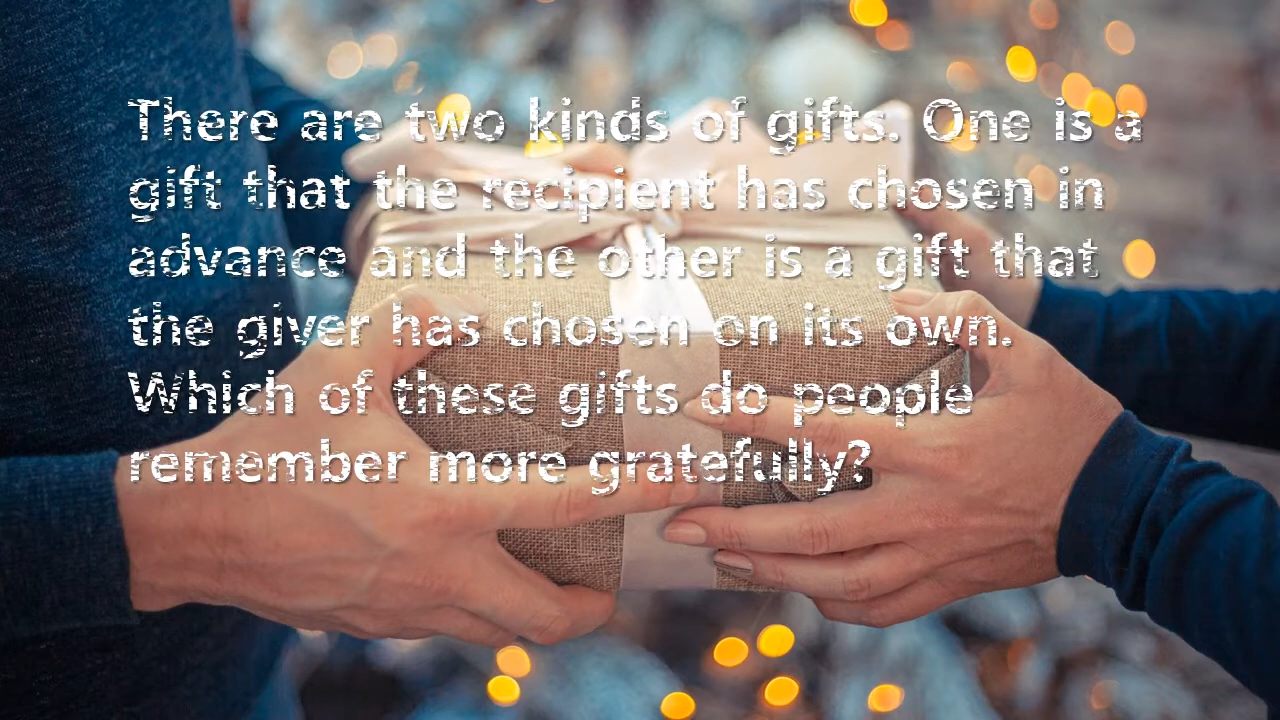 There are two kinds of gifts. One is a
gift that the recipient has chosen in
advance and the other is a gift that
the giver has chosen on its own.
Which of these gifts do people
remember more gratefully?